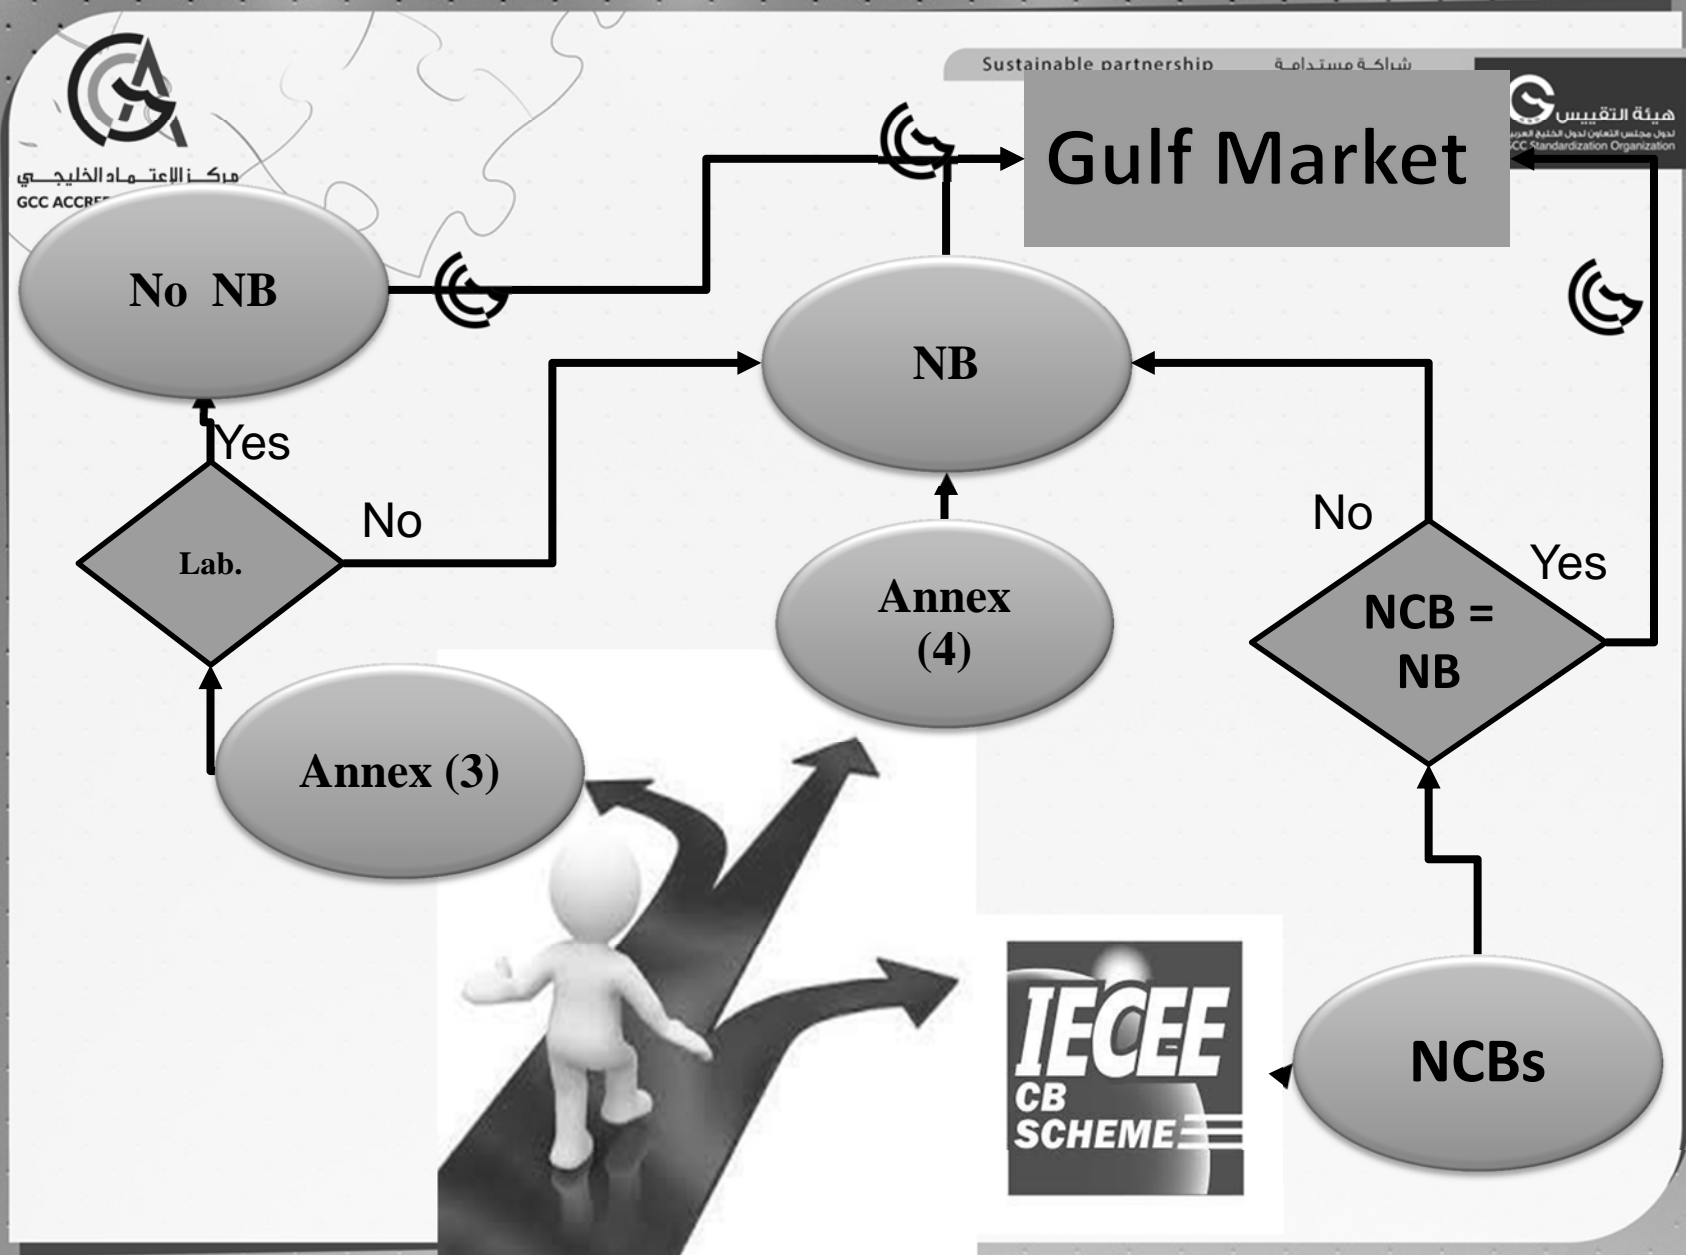 Sustainable partnership
شراكة مستدامة
مركز الاعتماد الخليجي
GCC ACCRE
هيئة التقييس
لدول مجلس التعاون لدول الخليج العربي
GCC Standardization Organization
Gulf Market
No NB
NB
Yes
No
Lab.
Annex
(4)
No
Yes
NCB =
NB
Annex (3)
IECEE
CB
SCHEME
NCBs